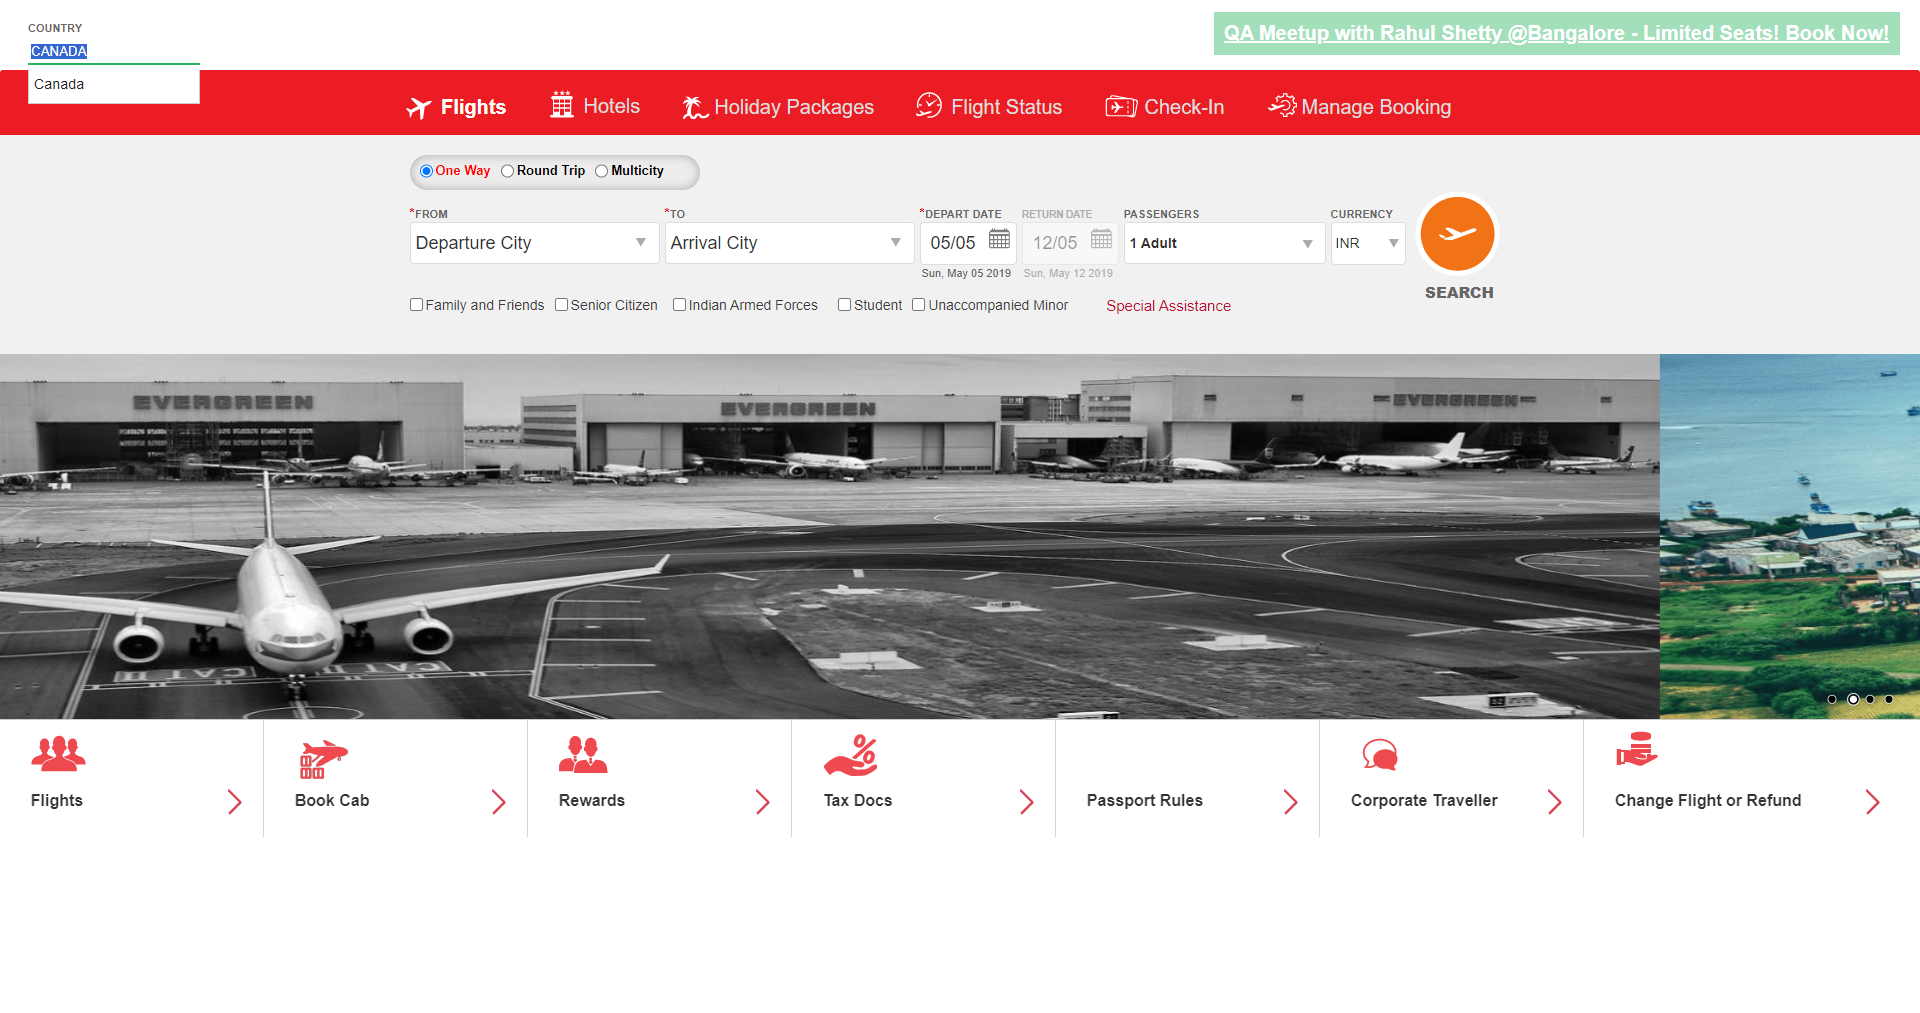 COUNTRY
CANADA
Canada
QA Meetup with Rahul Shetty @Bangalore - Limited Seats! Book Now!
Flights
Hotels
Holiday Packages
Flight Status
Check-In
Manage Booking
One Way
Round Trip
Multicity
*FROM
*TO
*DEPART DATE
RETURN DATE
PASSENGERS
CURRENCY
Departure City
Arrival City
05/05
12/05
1 Adult
INR
Sun, May 05 2019
Sun, May 12 2019
SEARCH
Family and Friends
Senior Citizen
Indian Armed Forces
Student
Unaccompanied Minor
Special Assistance
EVERGREEN
EVERGREEN
EVERGREEN
CAT II
CAT II
Flights
Book Cab
Rewards
Tax Docs
Passport Rules
Corporate Traveller
Change Flight or Refund